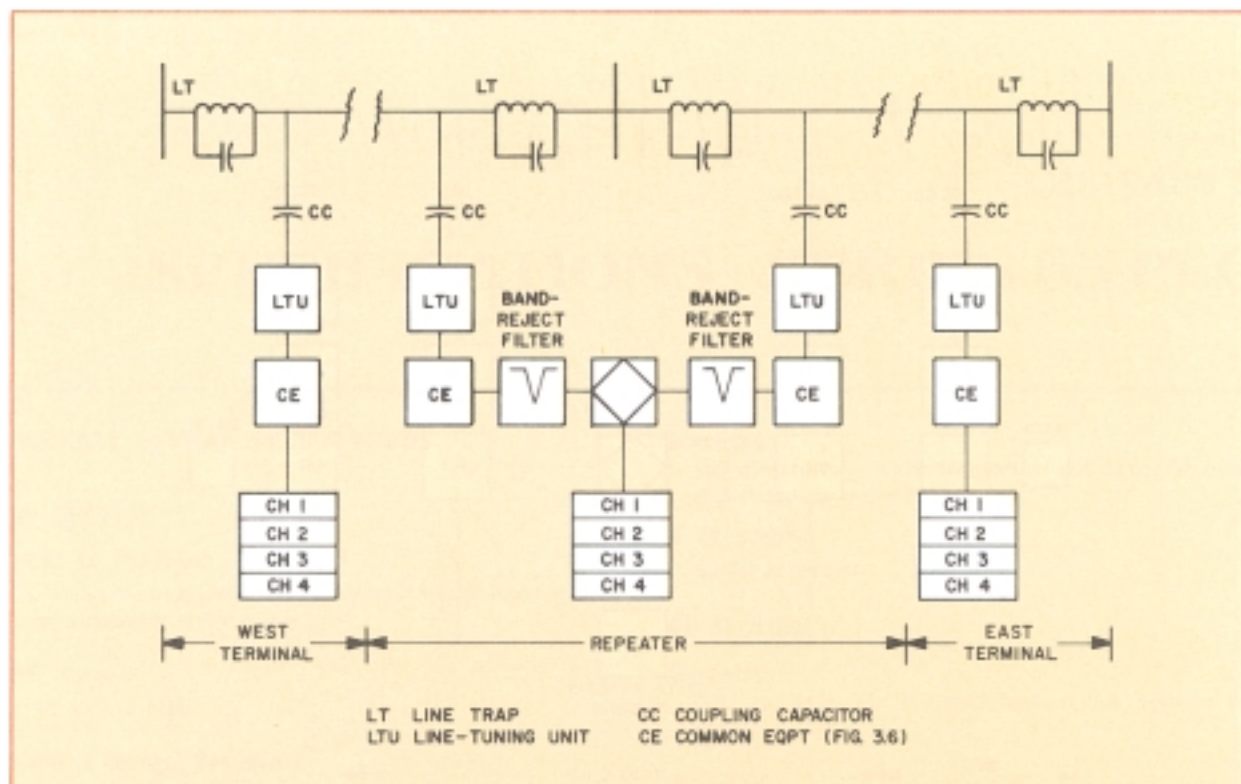 LT
LT
LT
LT
CC
CC
CC
CC
LTU
LTU
BAND-
REJECT
FILTER
BAND-
REJECT
FILTER
LTU
LTU
CE
CE
CE
CE
CH 1
CH 2
CH 3
CH 4
CH 1
CH 2
CH 3
CH 4
CH 1
CH 2
CH 3
CH 4
WEST
TERMINAL
REPEATER
EAST
TERMINAL
LT LINE TRAP
CC COUPLING CAPACITOR
LTU LINE-TUNING UNIT
CE COMMON EQPT (FIG. 3.6)